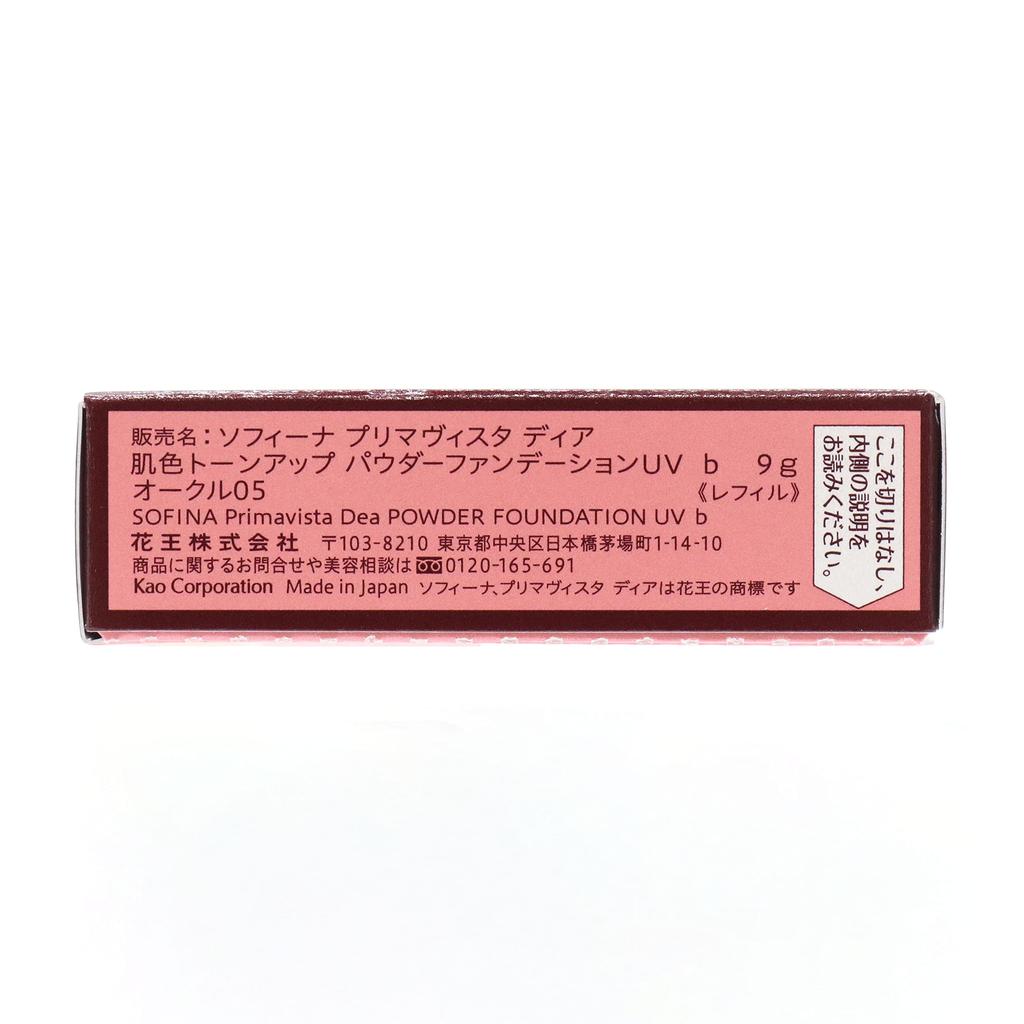 販売名：ソフィーナ プリマヴィスタ ディア
肌色トーンアップ パウダーファンデーションUV b 9g
オークル05 《レフィル》
SOFINA Primavista Dea POWDER FOUNDATION UV b
花王株式会社 〒103-8210 東京都中央区日本橋茅場町1-14-10
商品に関するお問合せや美容相談は 0120-165-691
Kao Corporation Made in Japan ソフィーナ、プリマヴィスタ ディアは花王の商標です
ここを切りはなし、
内側の説明を
お読みください。